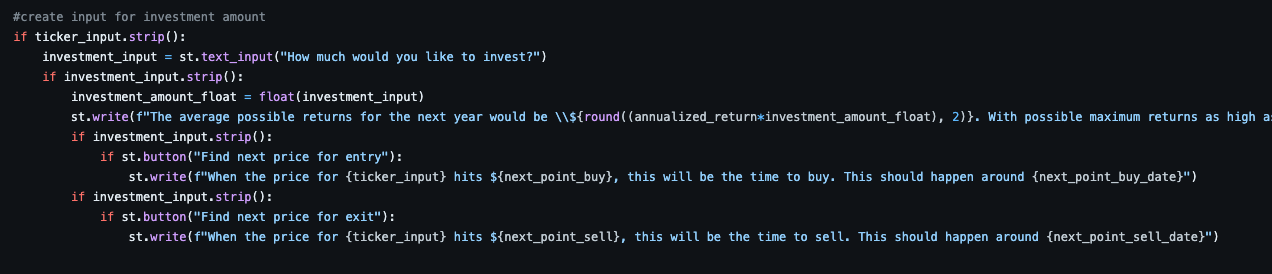 #create input for investment amount
if ticker_input.strip():
    investment_input = st.text_input("How much would you like to invest?")
    if investment_input.strip():
        investment_amount_float = float(investment_input)
        st.write(f"The average possible returns for the next year would be \\${round((annualized_return*investment_amount_float), 2)}. With possible maximum returns as high
        if investment_input.strip():
            if st.button("Find next price for entry"):
                st.write(f"When the price for {ticker_input} hits ${next_point_buy}, this will be the time to buy. This should happen around {next_point_buy_date}")
        if investment_input.strip():
            if st.button("Find next price for exit"):
                st.write(f"When the price for {ticker_input} hits ${next_point_sell}, this will be the time to sell. This should happen around {next_point_sell_date}")